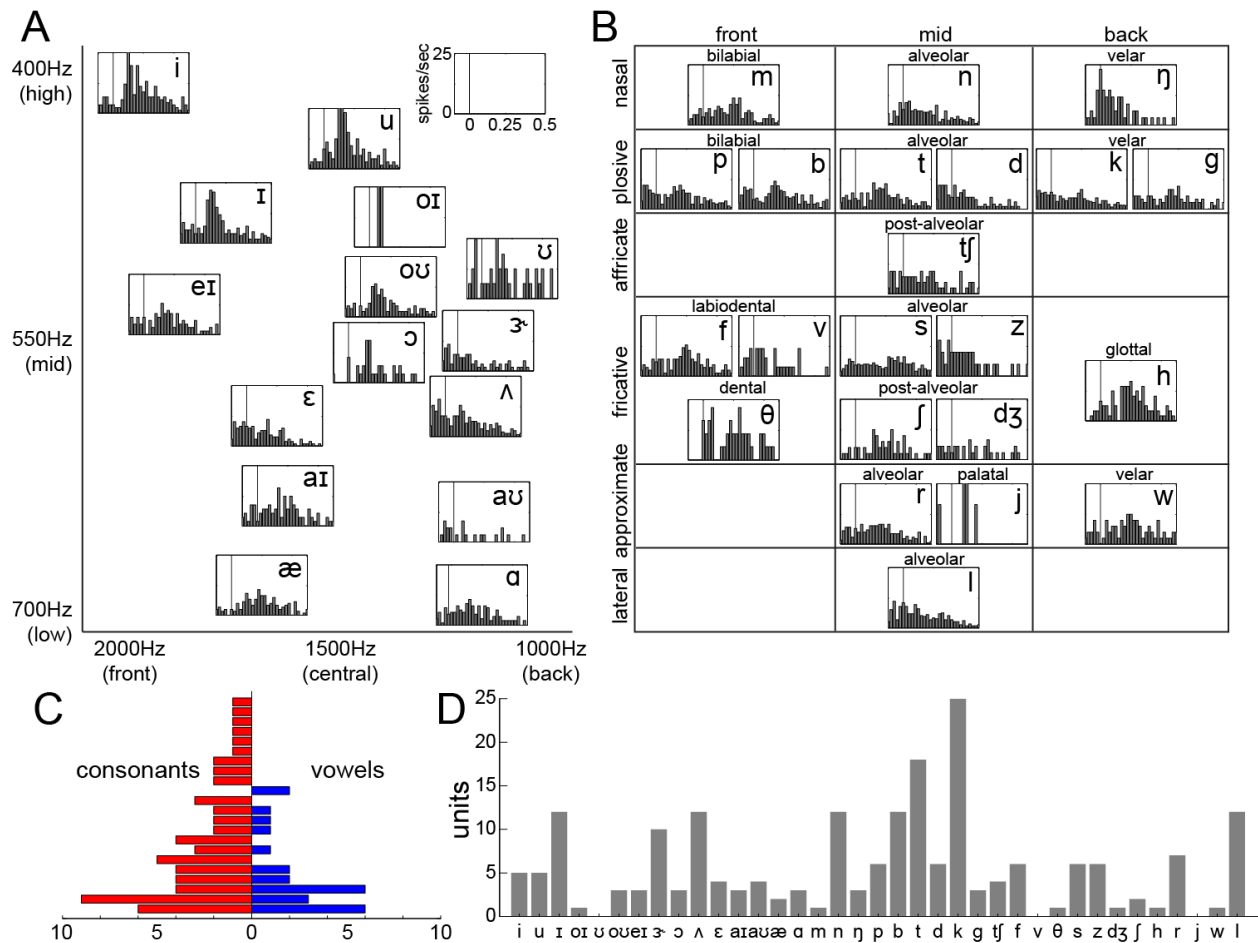 A
400Hz
(high)
550Hz
(mid)
700Hz
(low)
2000Hz
(front)
1500Hz
(central)
1000Hz
(back)
spikes/sec
25
0
0 0.25 0.5
i
u
ɪ
oɪ
ʊ
oʊ
eɪ
ɝ
ɔ
ʌ
ɛ
aɪ
aʊ
æ
ɑ
B
front mid back
nasal
bilabial alveolar velar
m n ŋ
plosive
bilabial alveolar velar
p b t d k g
affricate
post-alveolar
tʃ
fricative
labiodental alveolar glottal
f v s z h
dental post-alveolar
θ ʃ dʒ
approximate
alveolar palatal velar
r j w
lateral
alveolar
l
C
consonants vowels
10 5 0 5 10
D
units
25
20
15
10
5
0
i u ɪ oɪ ʊ oʊ eɪ ɝ ɔ ʌ ɛ aɪ aʊ æ ɑ m n ŋ p b t d k g tʃ f v θ s z dʒ ʃ h r j w l